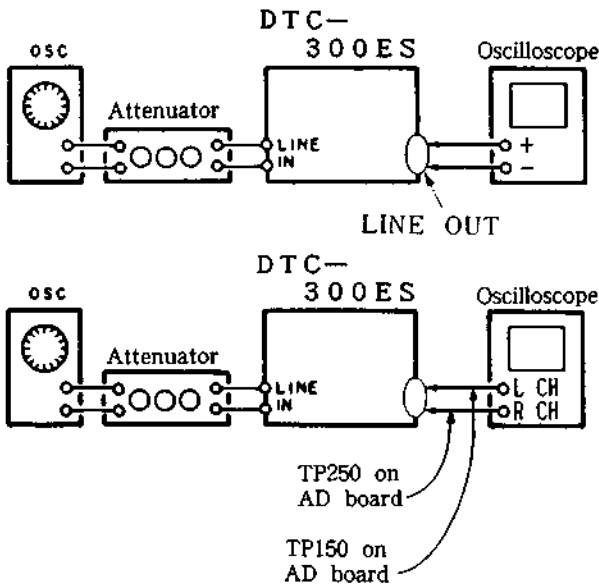 DTC-
300ES
OSC
Oscilloscope
Attenuator
LINE
IN
+
-
LINE OUT
DTC-
300ES
OSC
Oscilloscope
Attenuator
LINE
IN
L CH
R CH
TP250 on
AD board
TP150 on
AD board